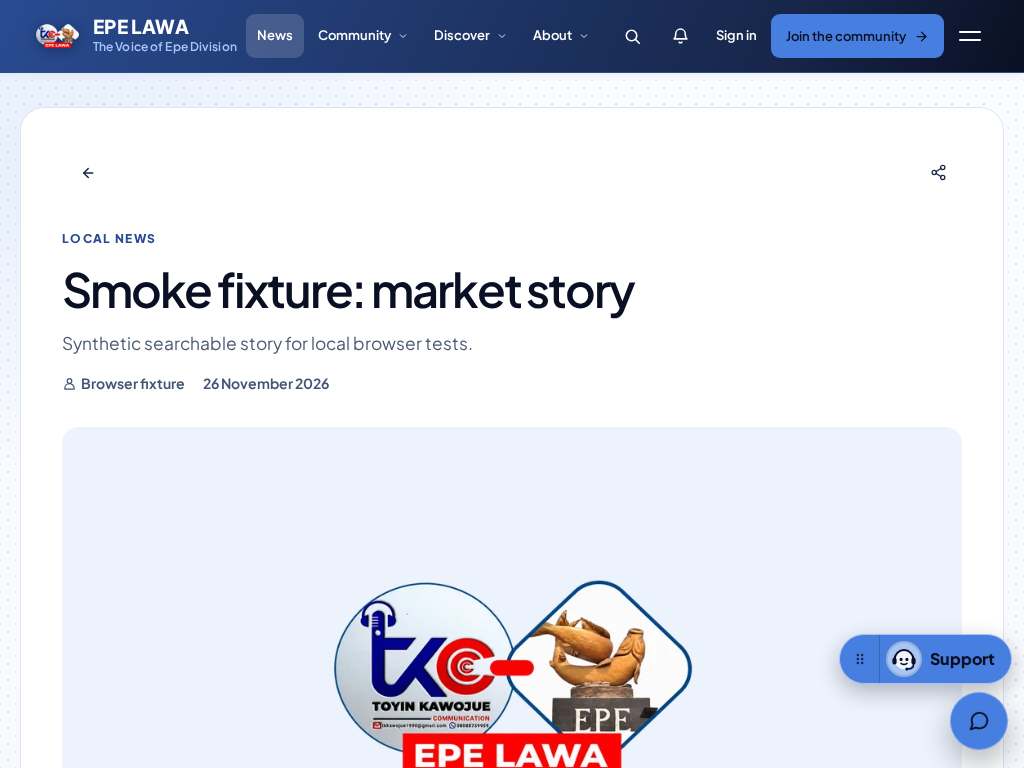 EPE LAWA
The Voice of Epe Division
News
Community
Discover
About
Sign in
Join the community
LOCAL NEWS
Smoke fixture: market story
Synthetic searchable story for local browser tests.
Browser fixture 26 November 2026
tkc
TOYIN KAWOJUE
COMMUNICATION
EPE
EPE LAWA
Support